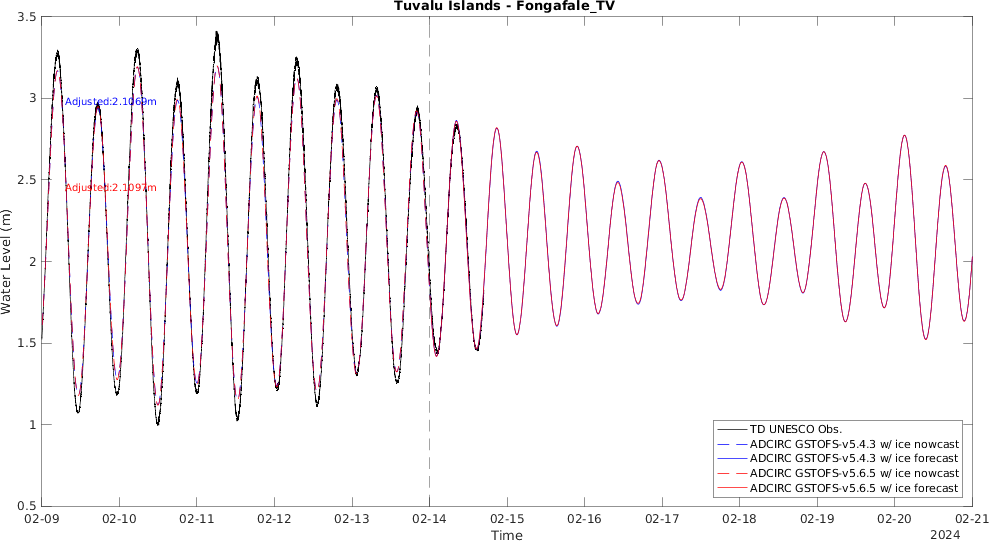 Tuvalu Islands - Fongafale_TV
3.5
3
2.5
2
1.5
1
0.5
Water Level (m)
Adjusted:2.1069m
Adjusted:2.1097m
TD UNESCO Obs.
ADCIRC GSTOFS-v5.4.3 w/ ice nowcast
ADCIRC GSTOFS-v5.4.3 w/ ice forecast
ADCIRC GSTOFS-v5.6.5 w/ ice nowcast
ADCIRC GSTOFS-v5.6.5 w/ ice forecast
02-09 02-10 02-11 02-12 02-13 02-14 02-15 02-16 02-17 02-18 02-19 02-20 02-21
Time
2024